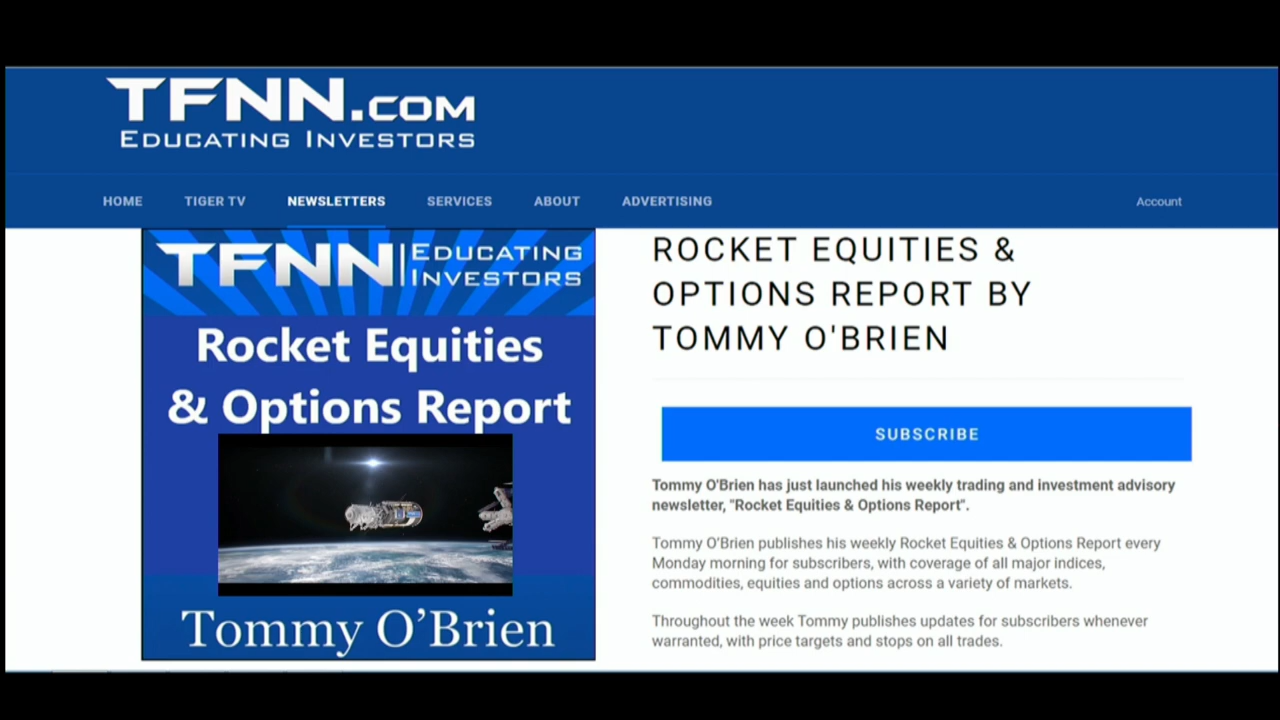 TFNN.COM
EDUCATING INVESTORS
HOME TIGER TV NEWSLETTERS SERVICES ABOUT ADVERTISING Account
TFNN | EDUCATING
INVESTORS
Rocket Equities
& Options Report
Tommy O’Brien
ROCKET EQUITIES &
OPTIONS REPORT BY
TOMMY O'BRIEN
SUBSCRIBE
Tommy O'Brien has just launched his weekly trading and investment advisory
newsletter, "Rocket Equities & Options Report".
Tommy O'Brien publishes his weekly Rocket Equities & Options Report every
Monday morning for subscribers, with coverage of all major indices,
commodities, equities and options across a variety of markets.
Throughout the week Tommy publishes updates for subscribers whenever
warranted, with price targets and stops on all trades.